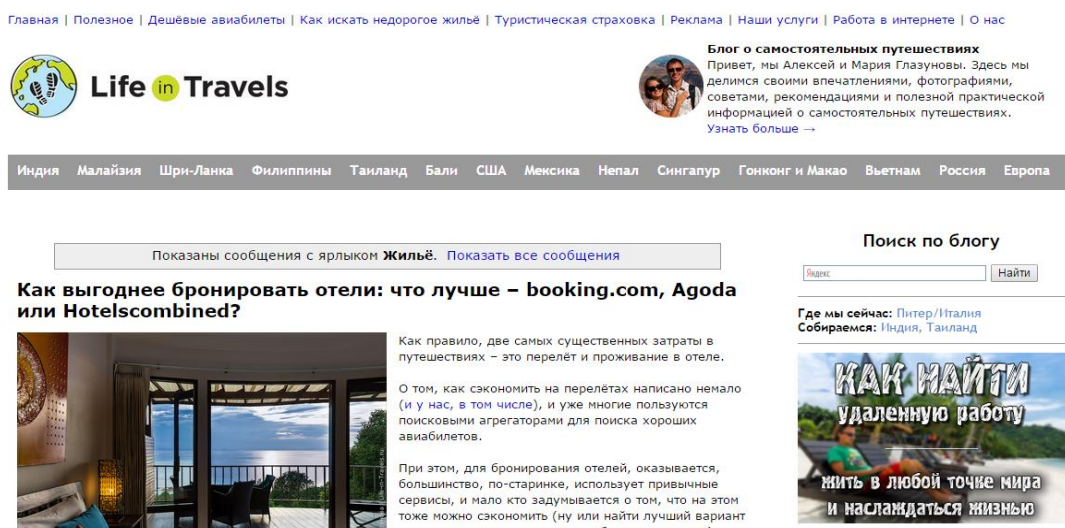 Главная | Полезное | Дешёвые авиабилеты | Как искать недорогое жильё | Туристическая страховка | Реклама | Наши услуги | Работа в интернете | О нас
Life in Travels
Блог о самостоятельных путешествиях
Привет, мы Алексей и Мария Глазуновы. Здесь мы
делимся своими впечатлениями, фотографиями,
советами, рекомендациями и полезной практической
информацией о самостоятельных путешествиях.
Узнать больше →
Индия Малайзия Шри-Ланка Филиппины Таиланд Бали США Мексика Непал Сингапур Гонконг и Макао Вьетнам Россия Европа
Показаны сообщения с ярлыком Жильё. Показать все сообщения
Как выгоднее бронировать отели: что лучше – booking.com, Agoda
или Hotelscombined?
Как правило, две самых существенных затраты в
путешествиях – это перелёт и проживание в отеле.
О том, как сэкономить на перелётах написано немало
(и у нас, в том числе), и уже многие пользуются
поисковыми агрегаторами для поиска хороших
авиабилетов.
При этом, для бронирования отелей, оказывается,
большинство, по-старинке, использует привычные
сервисы, и мало кто задумывается о том, что на этом
тоже можно сэкономить (ну или найти лучший вариант
Life-in-Travels.ru
Поиск по блогу
Яндекс Найти
Где мы сейчас: Питер/Италия
Собираемся: Индия, Таиланд
КАК НАЙТИ
удаленную работу
жить в любой точке мира
и наслаждаться жизнью